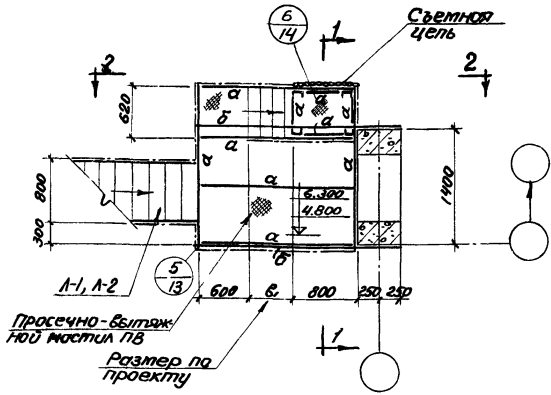 6
14
1
Съемная
цепь
2
2
а
а
а
а
б
620
а
а
а
а
800
300
1400
6.300
4.800
а
б
5
13
Л-1, Л-2
600
в₁
800
250
250
Просечно-вытяж-
ной настил ПВ
Размер по
проекту
1